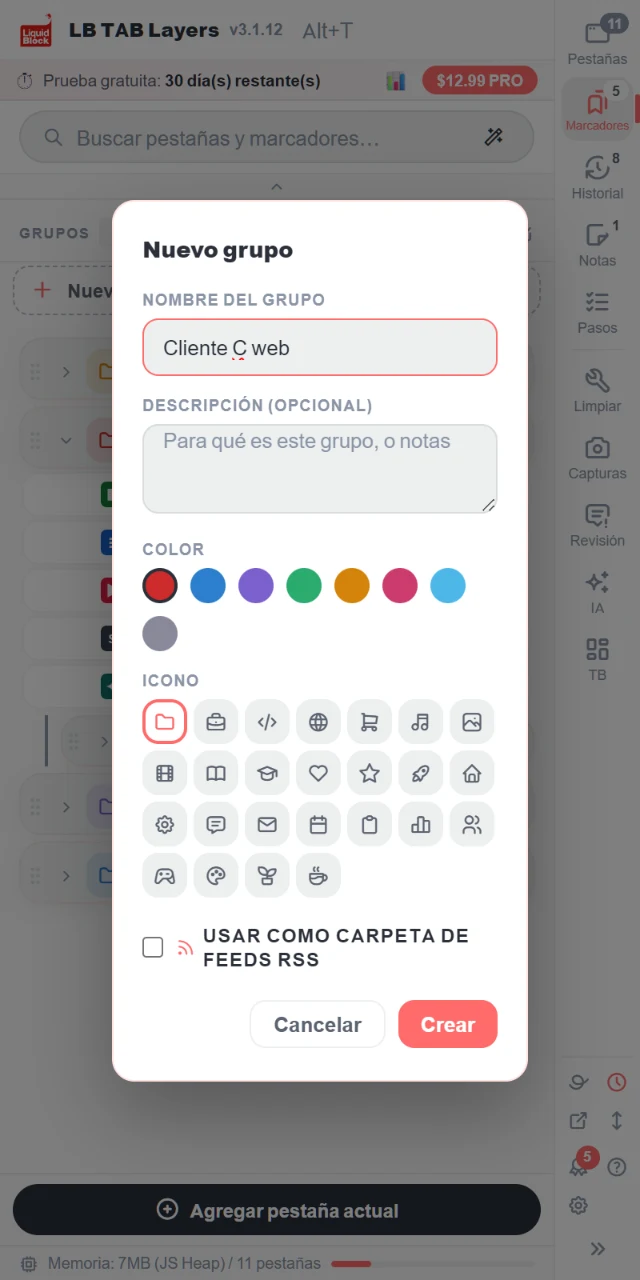 Liquid Block
LB TAB Layers v3.1.12 Alt+T
Prueba gratuita: 30 día(s) restante(s)
$12.99 PRO
Buscar pestañas y marcadores…
GRUPOS
Nuevo grupo
NOMBRE DEL GRUPO
Cliente C web
DESCRIPCIÓN (OPCIONAL)
Para qué es este grupo, o notas
COLOR
ICONO
USAR COMO CARPETA DE
FEEDS RSS
Cancelar
Crear
Agregar pestaña actual
Memoria: 7MB (JS Heap) / 11 pestañas
11
Pestañas
5
Marcadores
8
Historial
1
Notas
Pasos
Limpiar
Capturas
Revisión
IA
TB
5